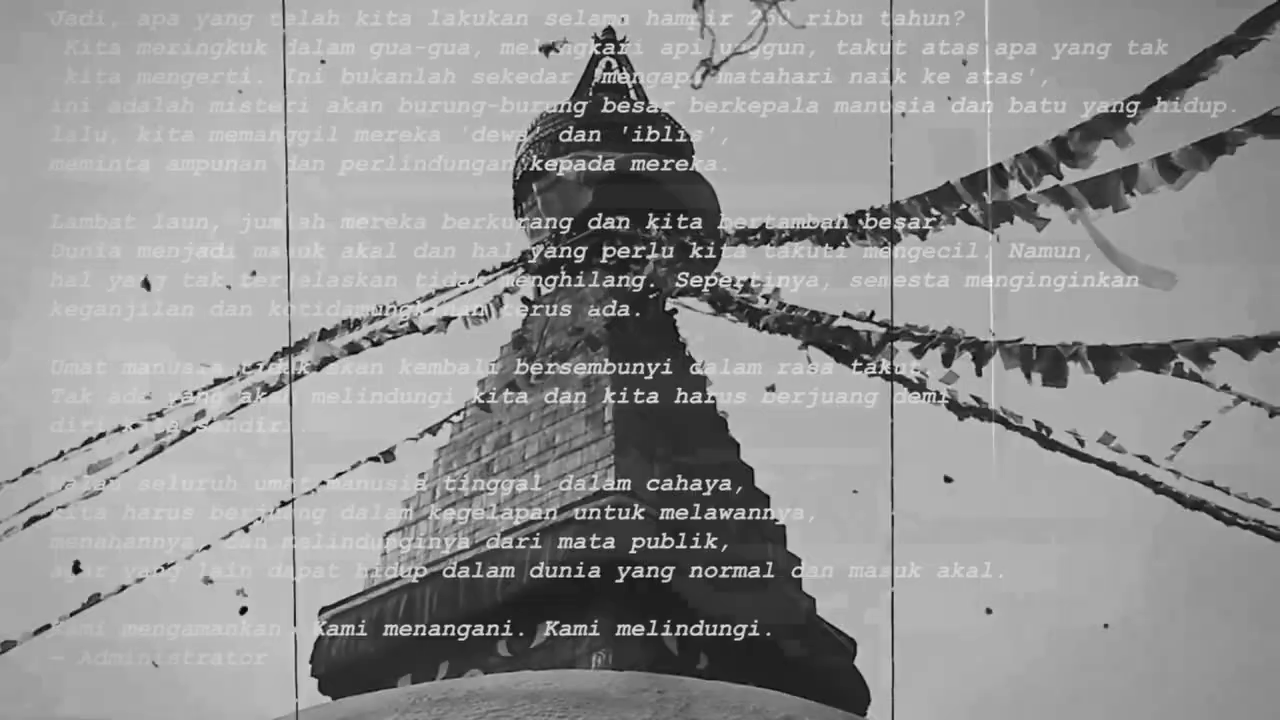 Jadi, apa yang telah kita lakukan selama hampir 250 ribu tahun?
Kita meringkuk dalam gua-gua, melingkari api unggun, takut atas apa yang tak
kita mengerti. Ini bukanlah sekedar 'mengapa matahari naik ke atas',
ini adalah misteri akan burung-burung besar berkepala manusia dan batu yang hidup.
lalu, kita memanggil mereka 'dewa' dan 'iblis',
meminta ampunan dan perlindungan kepada mereka.
Lambat laun, jumlah mereka berkurang dan kita bertambah besar.
Dunia menjadi masuk akal dan hal yang perlu kita takuti mengecil. Namun,
hal yang tak terjelaskan tidak menghilang. Sepertinya, semesta menginginkan
keganjilan dan ketidamungkinan terus ada.
Umat manusia tidak akan kembali bersembunyi dalam rasa takut.
Tak ada yang akan melindungi kita dan kita harus berjuang demi
diri kita sendiri.
Kalau seluruh umat manusia tinggal dalam cahaya,
kita harus berjuang dalam kegelapan untuk melawannya,
menahannya, dan melindunginya dari mata publik,
agar yang lain dapat hidup dalam dunia yang normal dan masuk akal.
Kami mengamankan. Kami menangani. Kami melindungi.
— Administrator